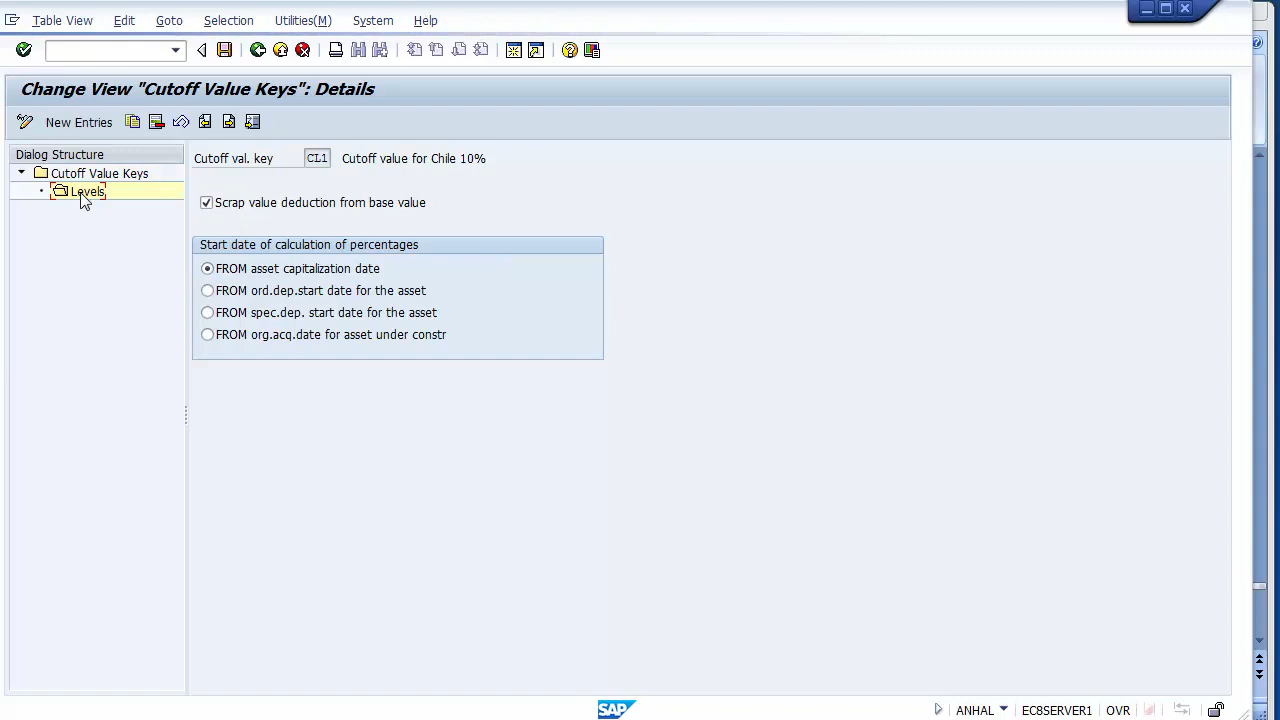 Table View Edit Goto Selection Utilities(M) System Help
Change View "Cutoff Value Keys": Details
New Entries
Dialog Structure
Cutoff Value Keys
Levels
Cutoff val. key CL1 Cutoff value for Chile 10%
Scrap value deduction from base value
Start date of calculation of percentages
FROM asset capitalization date
FROM ord.dep.start date for the asset
FROM spec.dep. start date for the asset
FROM org.acq.date for asset under constr
SAP
ANHAL ECSERVER1 OVR